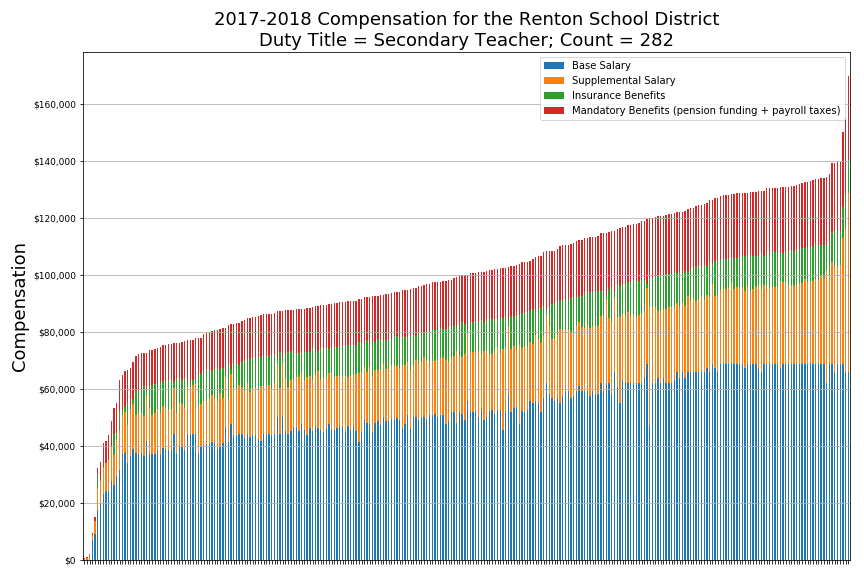 2017-2018 Compensation for the Renton School District
Duty Title = Secondary Teacher; Count = 282
Base Salary
Supplemental Salary
Insurance Benefits
Mandatory Benefits (pension funding + payroll taxes)
Compensation
$160,000
$140,000
$120,000
$100,000
$80,000
$60,000
$40,000
$20,000
$0